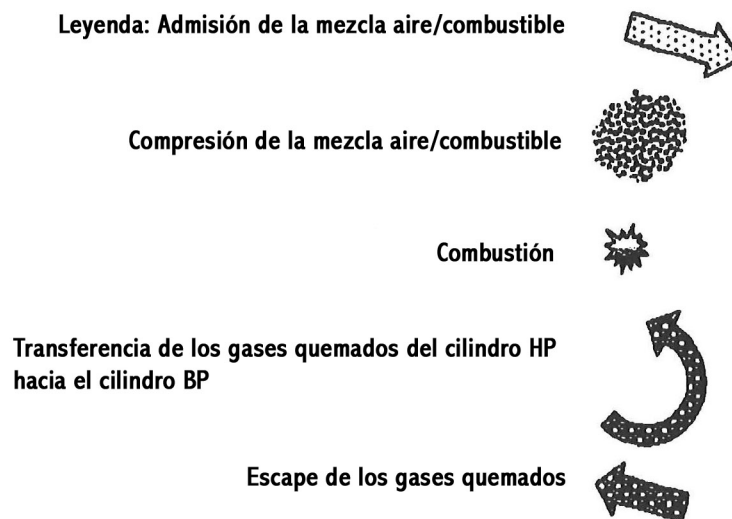 Leyenda: Admisión de la mezcla aire/combustible
Compresión de la mezcla aire/combustible
Combustión
Transferencia de los gases quemados del cilindro HP
hacia el cilindro BP
Escape de los gases quemados